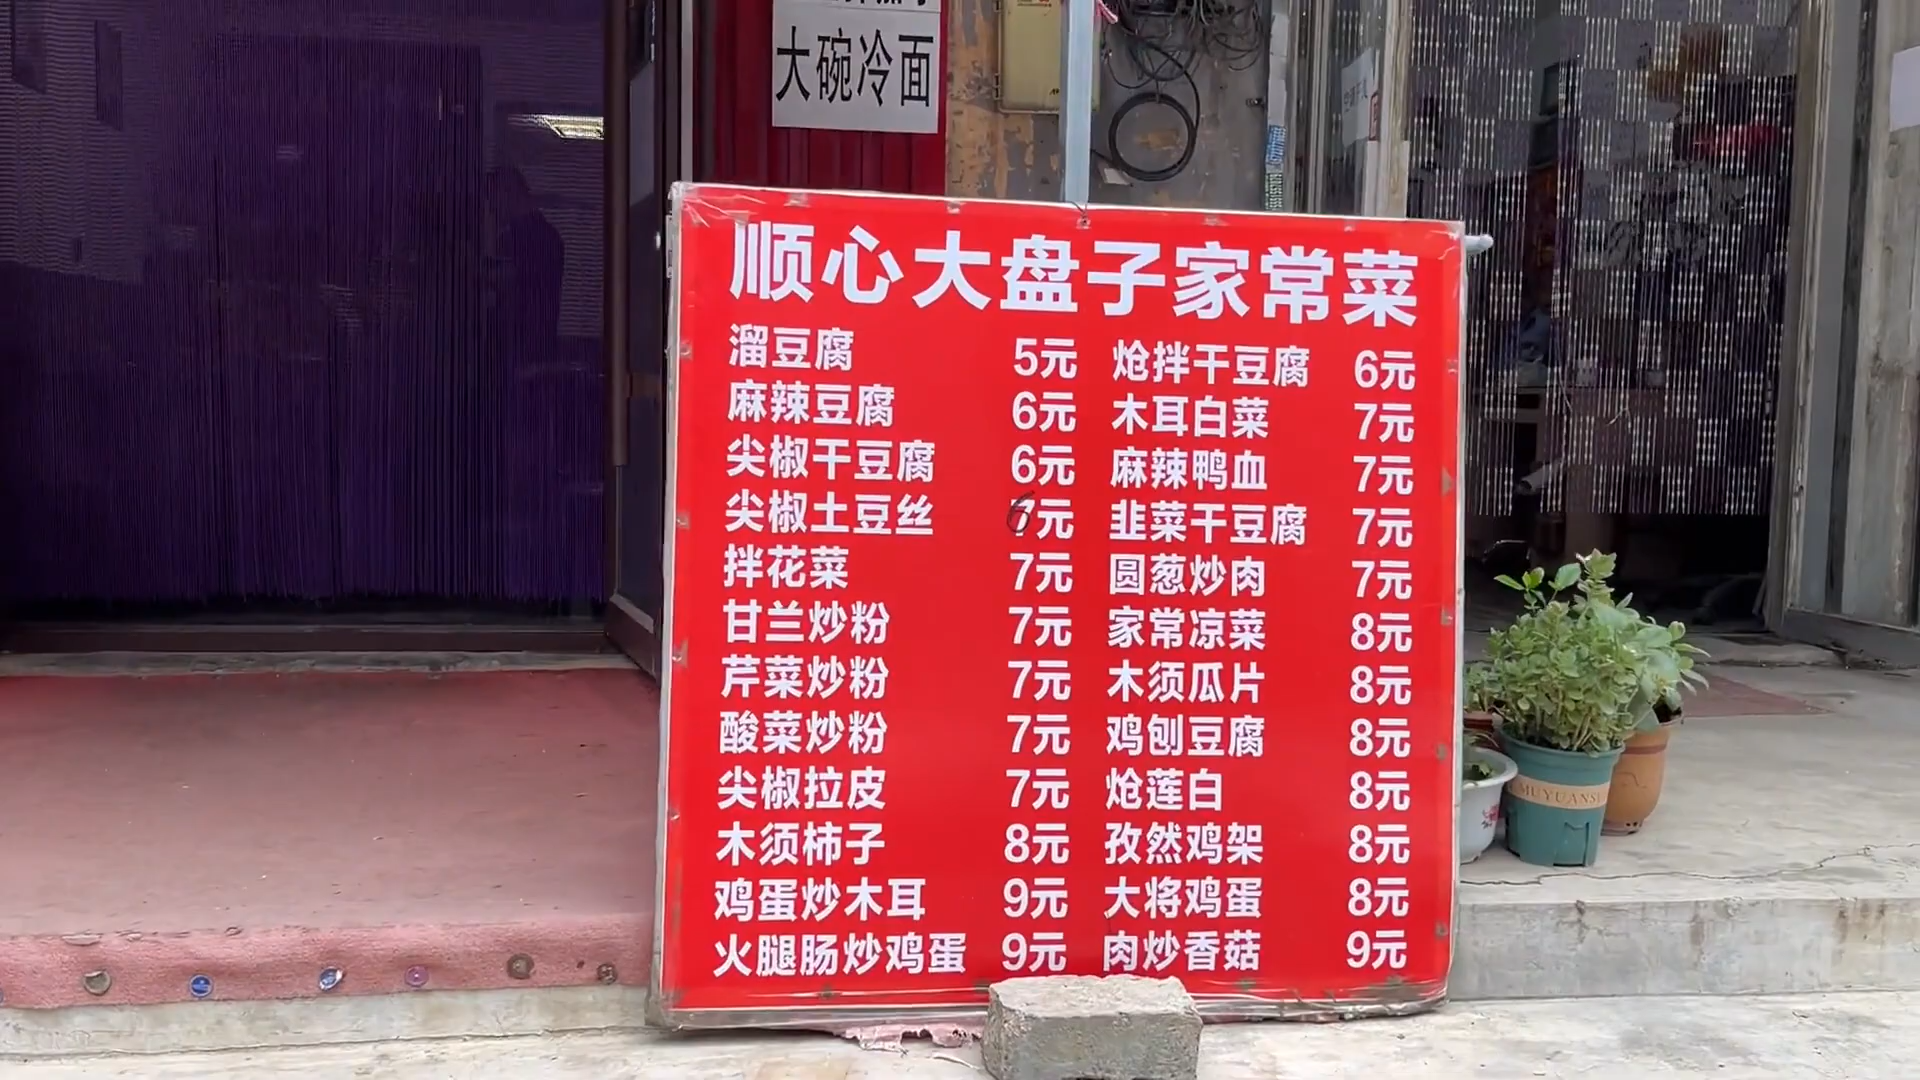 大碗冷面
顺心大盘子家常菜
溜豆腐 5元
麻辣豆腐 6元
尖椒干豆腐 6元
尖椒土豆丝 67元
拌花菜 7元
甘兰炒粉 7元
芹菜炒粉 7元
酸菜炒粉 7元
尖椒拉皮 7元
木须柿子 8元
鸡蛋炒木耳 9元
火腿肠炒鸡蛋 9元
炝拌干豆腐 6元
木耳白菜 7元
麻辣鸭血 7元
韭菜干豆腐 7元
圆葱炒肉 7元
家常凉菜 8元
木须瓜片 8元
鸡刨豆腐 8元
炝莲白 8元
孜然鸡架 8元
大将鸡蛋 8元
肉炒香菇 9元
MUYUANS